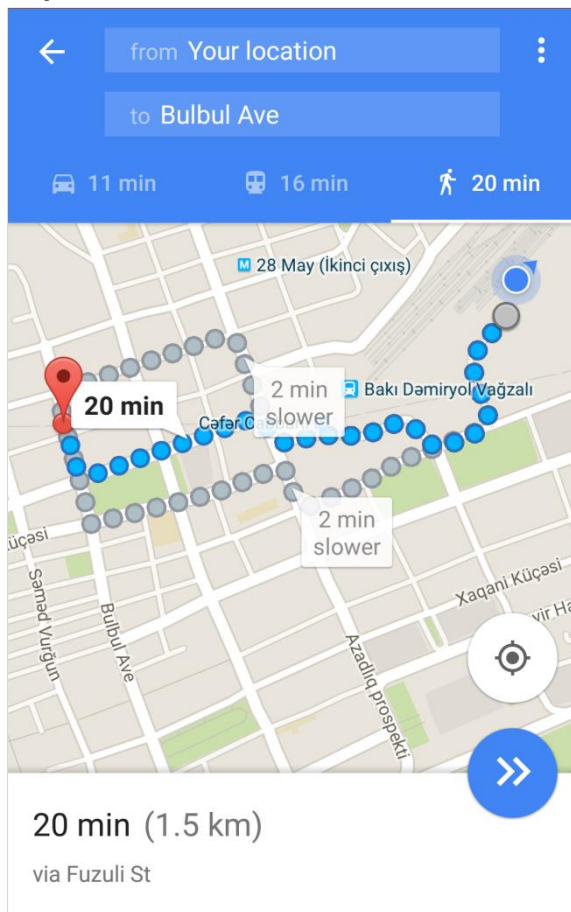 from Your location
to Bulbul Ave
11 min
16 min
20 min
28 May (İkinci çıxış)
20 min
2 min
slower
Bakı Dəmiryol Vağzalı
Cəfər
2 min
slower
küçəsi
Səməd Vurğun
Bulbul Ave
Azadlıq prospekti
Xaqani Küçəsi
20 min (1.5 km)
via Fuzuli St